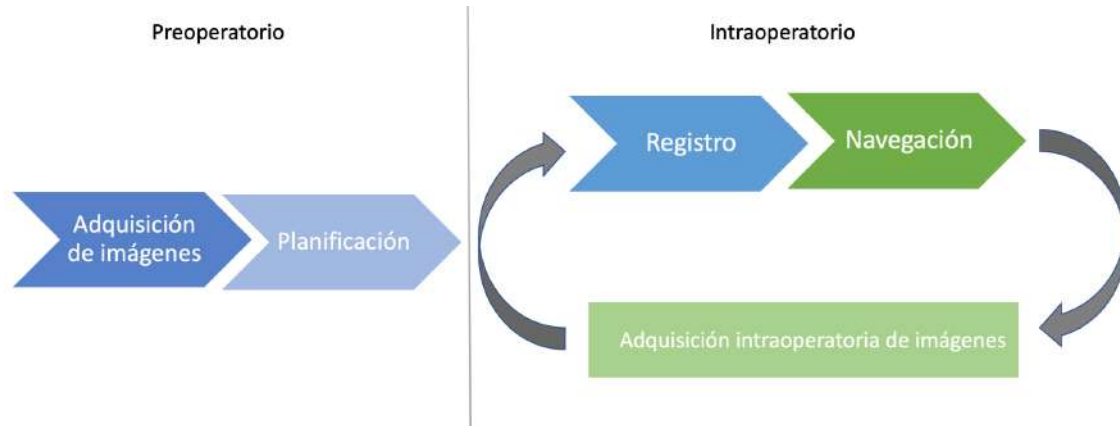 Preoperatorio
Intraoperatorio
Registro
Navegación
Adquisición
de imágenes
Planificación
Adquisición intraoperatoria de imágenes